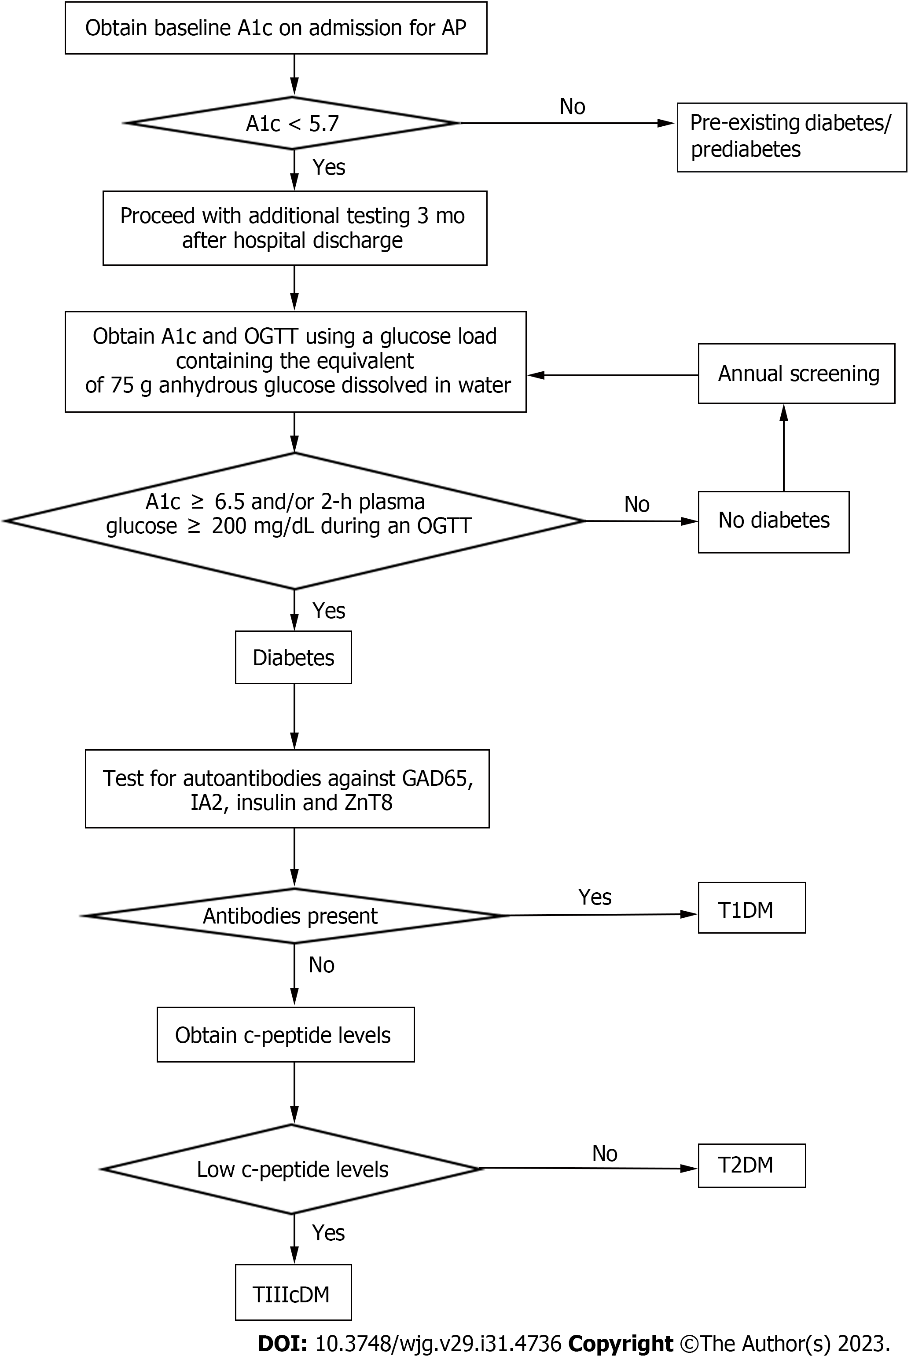 Obtain baseline A1c on admission for AP
A1c < 5.7
No
Pre-existing diabetes/
prediabetes
Yes
Proceed with additional testing 3 mo
after hospital discharge
Obtain A1c and OGTT using a glucose load
containing the equivalent
of 75 g anhydrous glucose dissolved in water
Annual screening
A1c ≥ 6.5 and/or 2-h plasma
glucose ≥ 200 mg/dL during an OGTT
No
No diabetes
Yes
Diabetes
Test for autoantibodies against GAD65,
IA2, insulin and ZnT8
Antibodies present
Yes
T1DM
No
Obtain c-peptide levels
Low c-peptide levels
No
T2DM
Yes
TIIIcDM
DOI: 10.3748/wjg.v29.i31.4736 Copyright ©The Author(s) 2023.